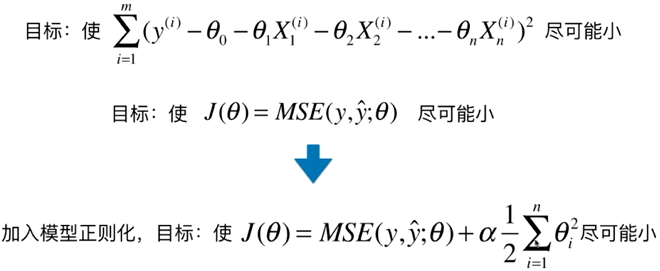 目标：使 $\sum_{i=1}^{m}(y^{(i)}-\theta_0-\theta_1X_1^{(i)}-\theta_2X_2^{(i)}-...-\theta_nX_n^{(i)})^2$ 尽可能小
目标：使 $J(\theta)=MSE(y,\hat{y};\theta)$ 尽可能小
加入模型正则化，目标：使 $J(\theta)=MSE(y,\hat{y};\theta)+\alpha\frac{1}{2}\sum_{i=1}^{n}\theta_i^2$ 尽可能小